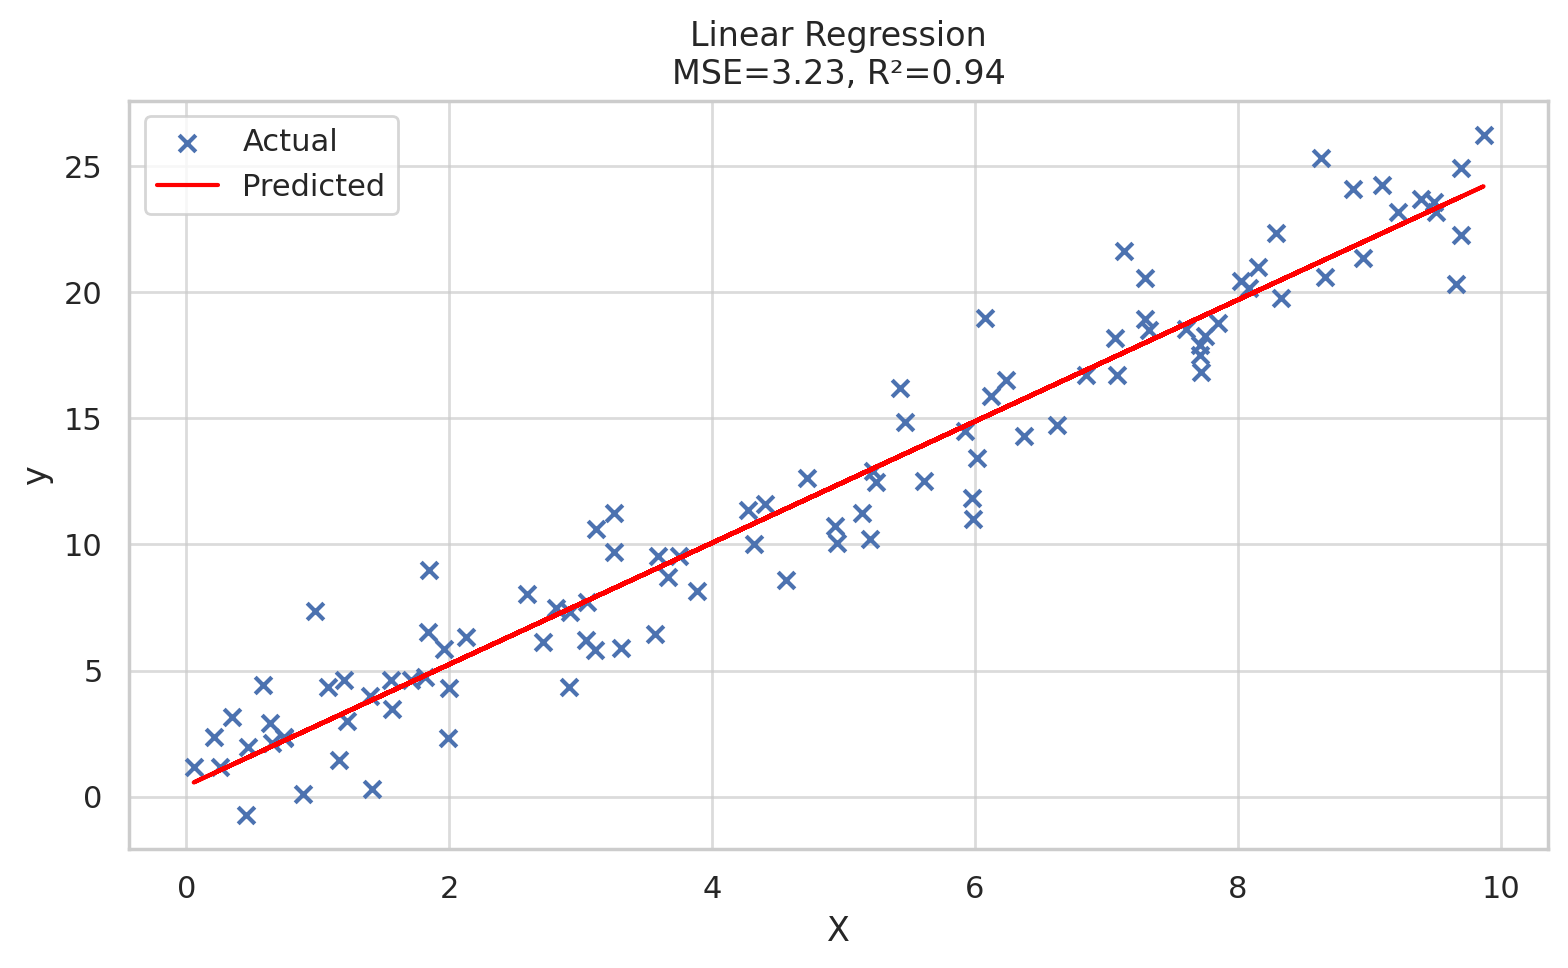 Linear Regression
MSE=3.23, R²=0.94
Actual
Predicted
25
20
15
10
5
0
y
0 2 4 6 8 10
X